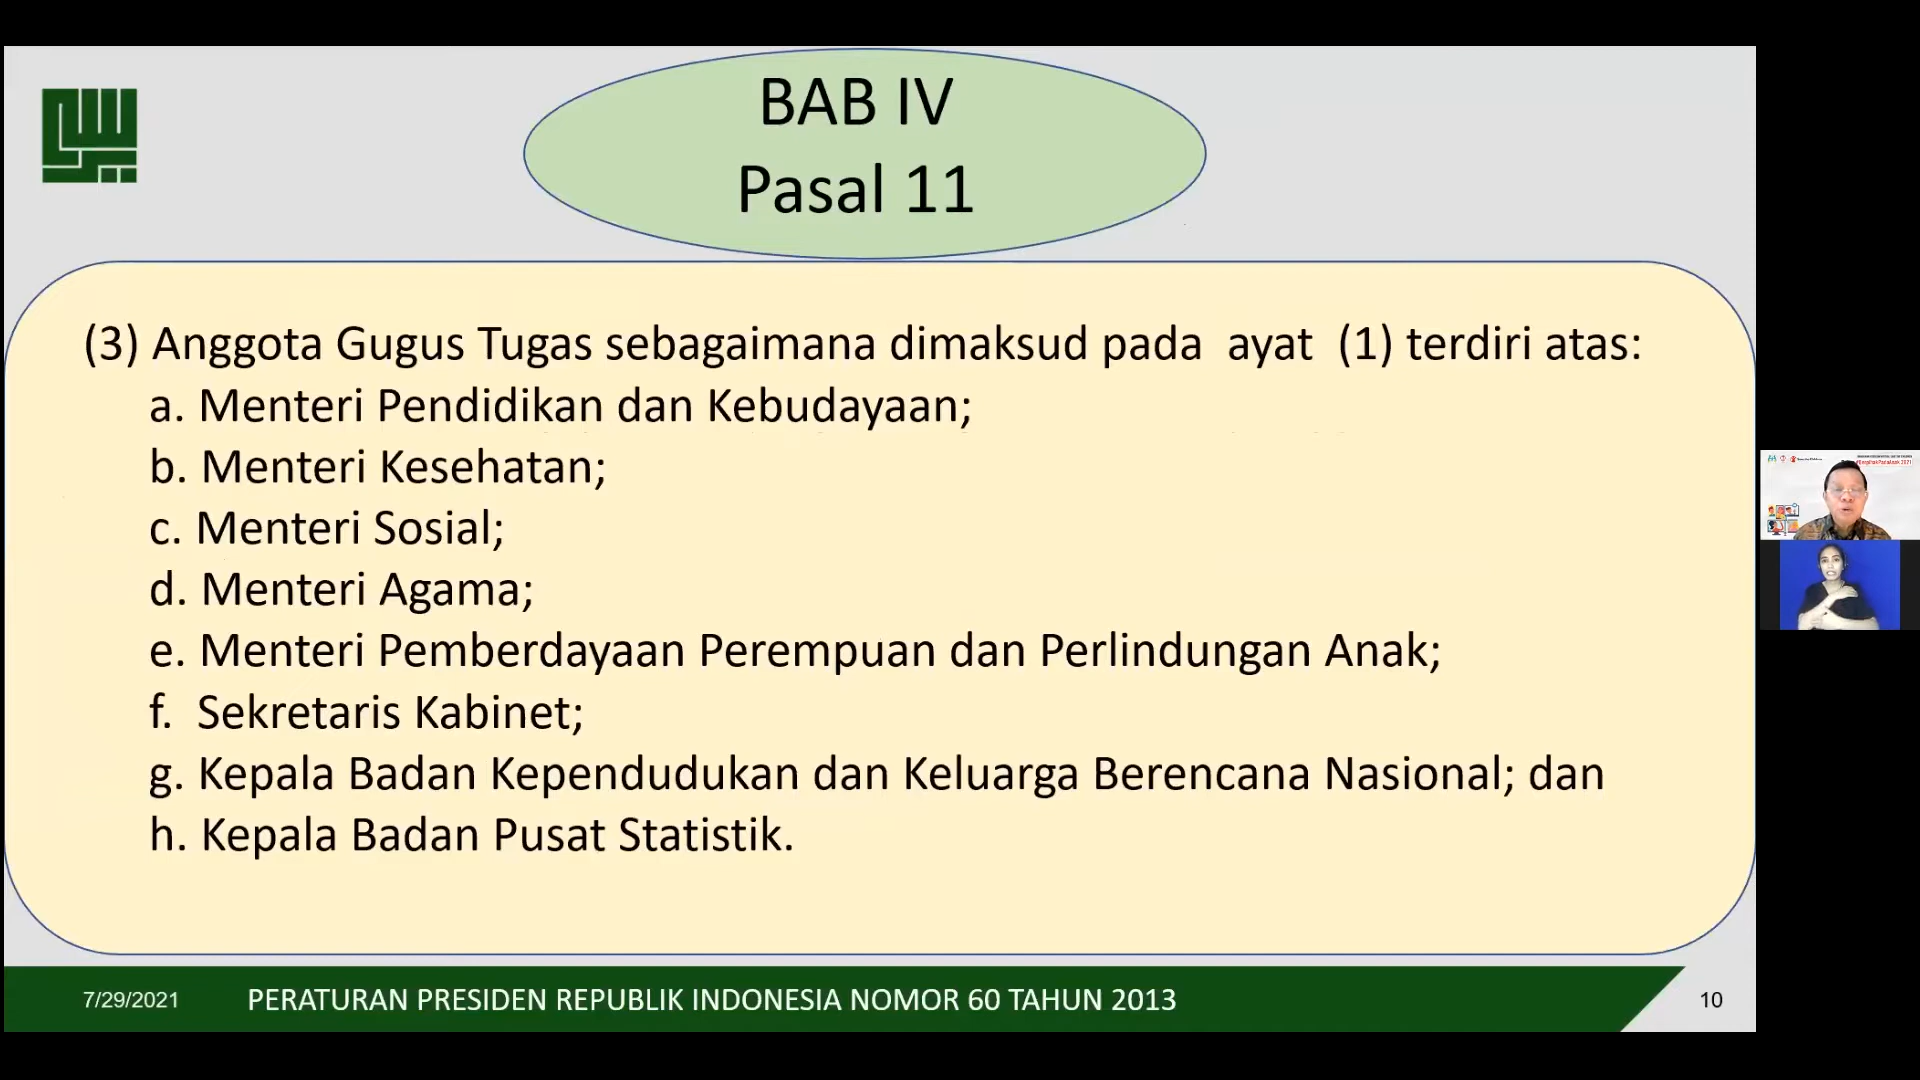 BAB IV
Pasal 11
(3) Anggota Gugus Tugas sebagaimana dimaksud pada ayat (1) terdiri atas:
a. Menteri Pendidikan dan Kebudayaan;
b. Menteri Kesehatan;
c. Menteri Sosial;
d. Menteri Agama;
e. Menteri Pemberdayaan Perempuan dan Perlindungan Anak;
f. Sekretaris Kabinet;
g. Kepala Badan Kependudukan dan Keluarga Berencana Nasional; dan
h. Kepala Badan Pusat Statistik.
7/29/2021
PERATURAN PRESIDEN REPUBLIK INDONESIA NOMOR 60 TAHUN 2013
10